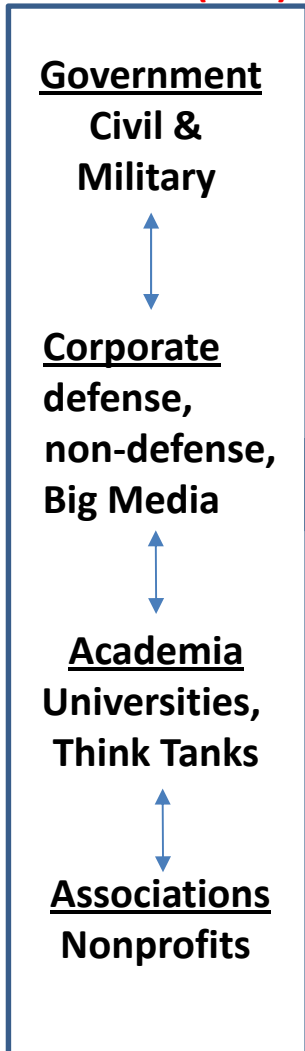 Government
Civil &
Military
Corporate
defense,
non-defense,
Big Media
Academia
Universities,
Think Tanks
Associations
Nonprofits